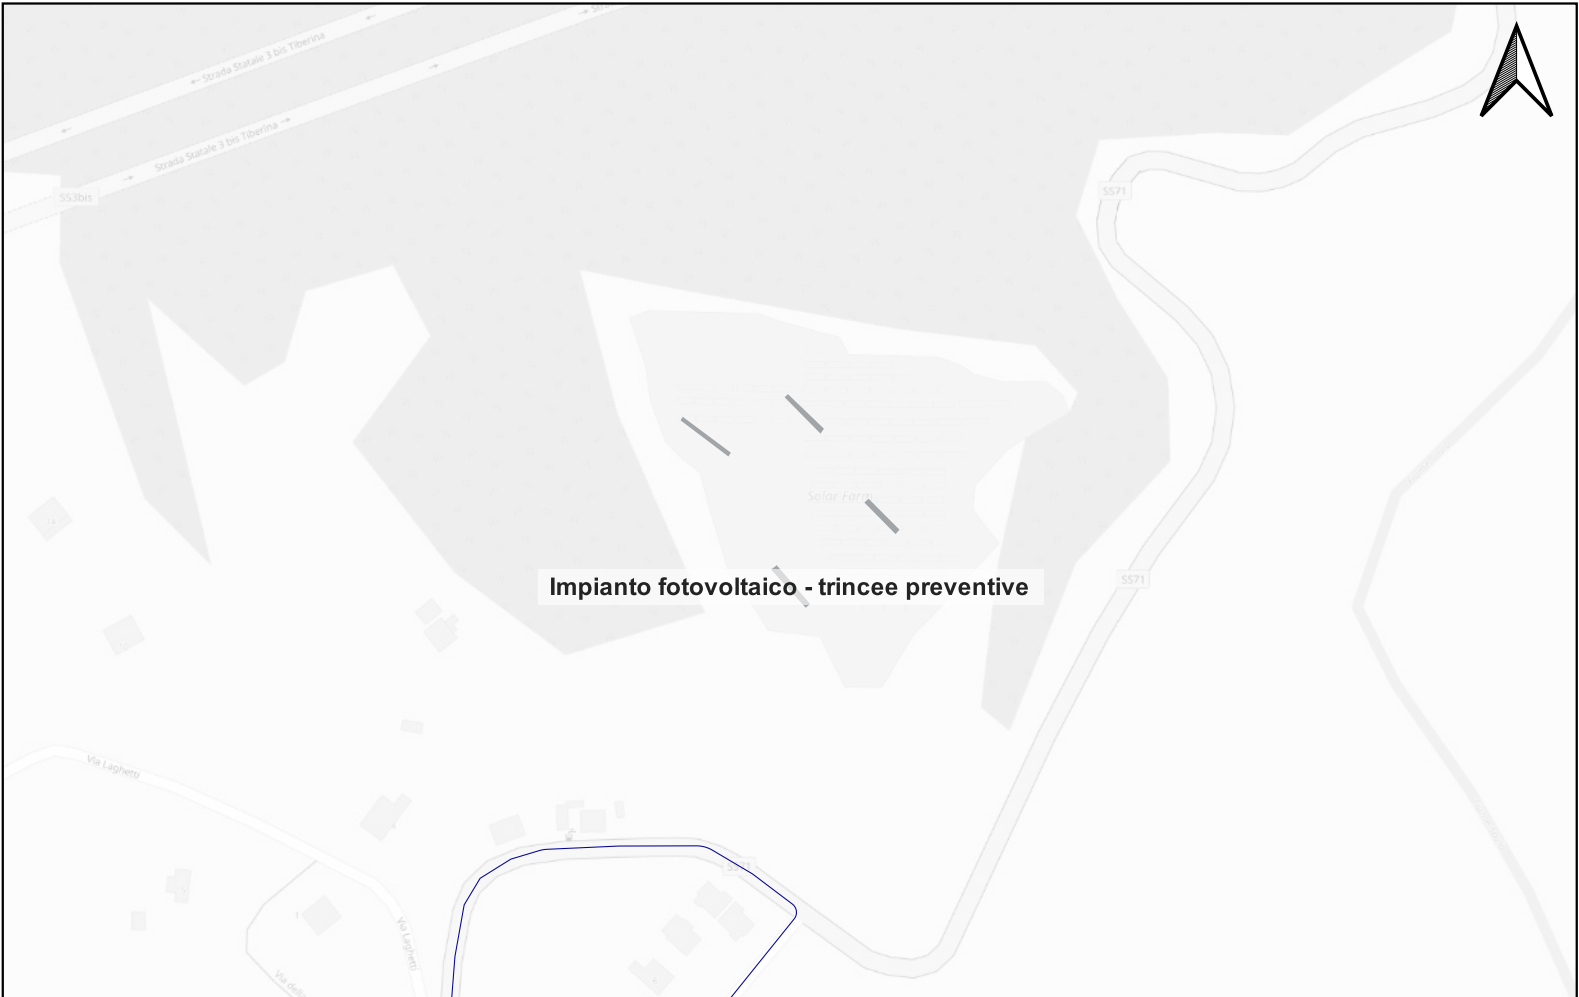 Strada Statale 3 bis Tiberina
Strada Statale 3 bis Tiberina
SS3bis
SS71
Solar Farm
Impianto fotovoltaico - trincee preventive
SS71
Via Laghetti
SS71
Via Laghetti